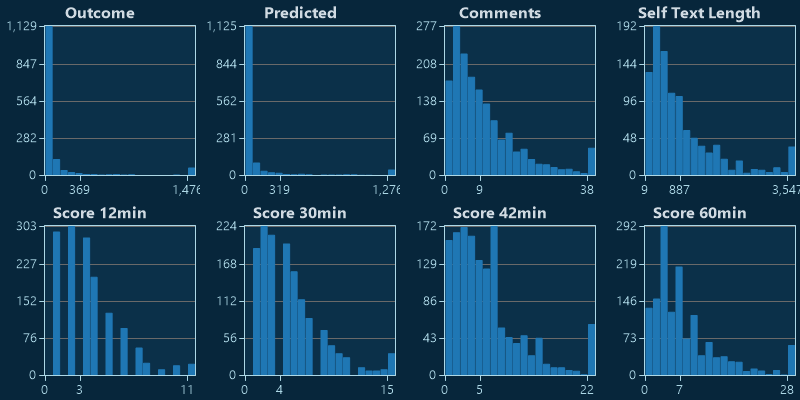 Outcome
1,129
847
564
282
0
0 369 1,476
Predicted
1,125
844
562
281
0
0 319 1,276
Comments
277
208
138
69
0
0 9 38
Self Text Length
192
144
96
48
0
9 887 3,547
Score 12min
303
227
152
76
0
0 3 11
Score 30min
224
168
112
56
0
0 4 15
Score 42min
172
129
86
43
0
0 5 22
Score 60min
292
219
146
73
0
0 7 28